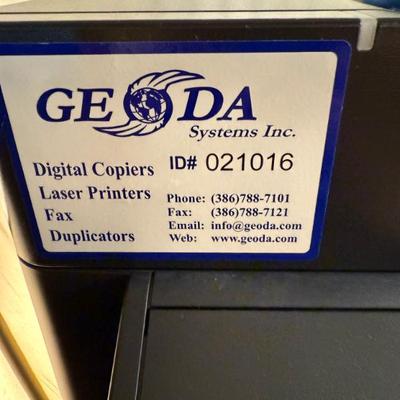 GEODA
Systems Inc.
Digital Copiers
Laser Printers
Fax
Duplicators
ID# 021016
Phone: (386)788-7101
Fax: (386)788-7121
Email: info@geoda.com
Web: www.geoda.com